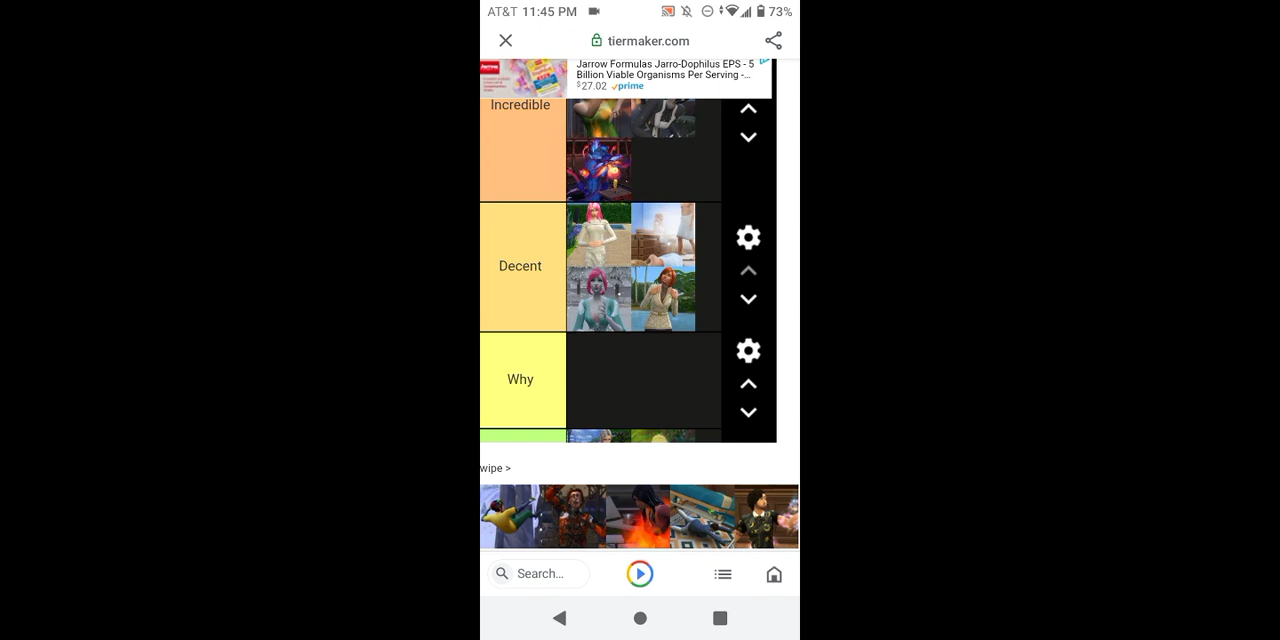 AT&T 11:45 PM 73%
tiermaker.com
Jarrow Formulas Jarro-Dophilus EPS - 5
Billion Viable Organisms Per Serving -...
$27.02 prime
Incredible
Decent
Why
wipe >
Search...